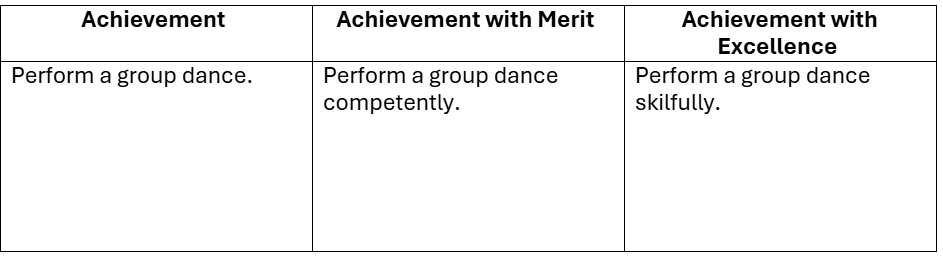 Achievement
Achievement with Merit
Achievement with
Excellence
Perform a group dance.
Perform a group dance
competently.
Perform a group dance
skilfully.